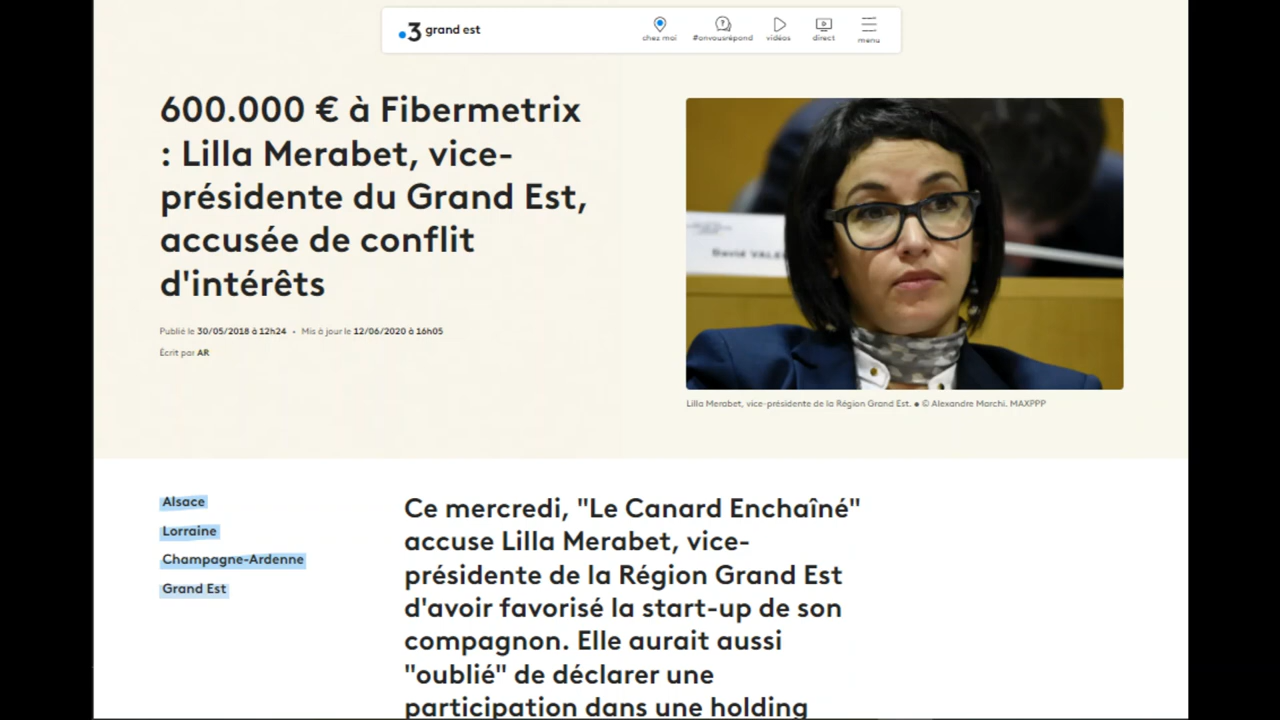 3 grand est
chez moi
#onvousrépond
vidéos
direct
menu
600.000 € à Fibermetrix
: Lilla Merabet, vice-
présidente du Grand Est,
accusée de conflit
d'intérêts
Publié le 30/05/2018 à 12h24 • Mis à jour le 12/06/2020 à 16h05
Écrit par AR
David
Lilla Merabet, vice-présidente de la Région Grand Est. • © Alexandre Marchi. MAXPPP
Alsace
Lorraine
Champagne-Ardenne
Grand Est
Ce mercredi, "Le Canard Enchaîné"
accuse Lilla Merabet, vice-
présidente de la Région Grand Est
d'avoir favorisé la start-up de son
compagnon. Elle aurait aussi
"oublié" de déclarer une
participation dans une holding